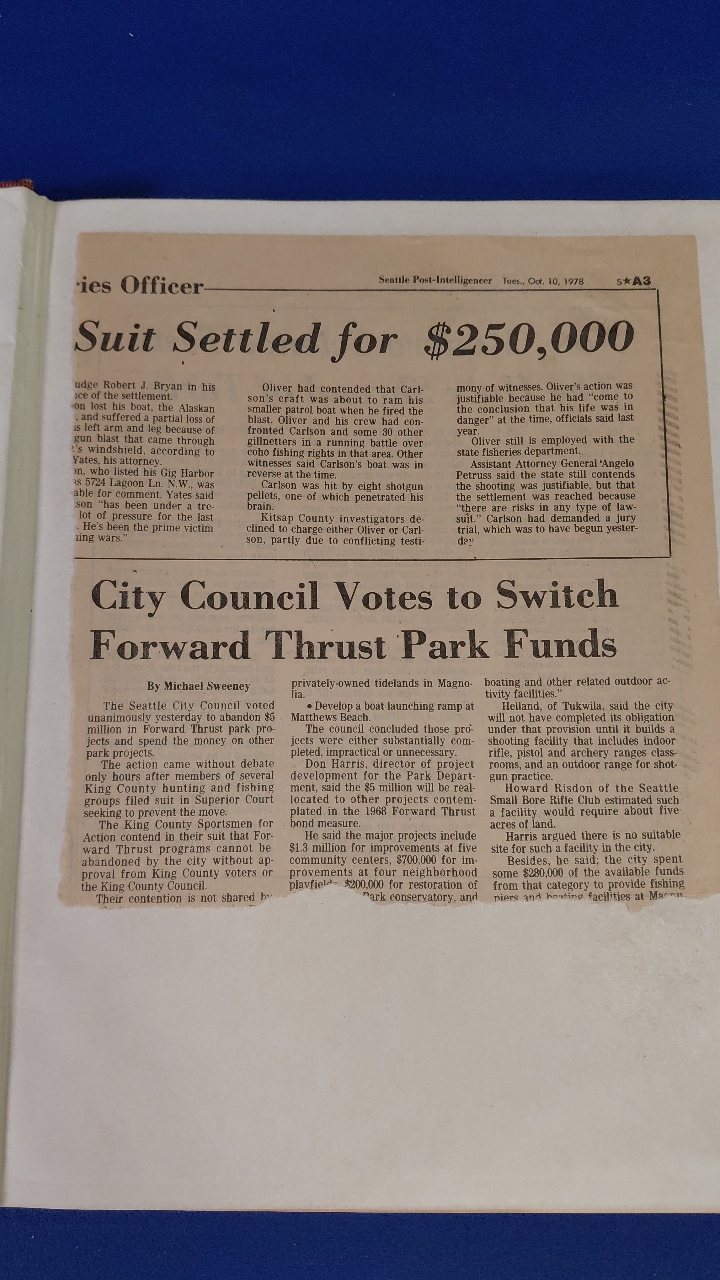 ies Officer
Seattle Post-Intelligencer Tues., Oct. 10, 1978 S★A3
Suit Settled for $250,000
udge Robert J. Bryan in his
ce of the settlement.
on lost his boat, the Alaskan
, and suffered a partial loss of
s left arm and leg because of
gun blast that came through
's windshield, according to
Yates, his attorney.
n, who listed his Gig Harbor
as 5724 Lagoon Ln. N.W., was
able for comment. Yates said
son "has been under a tre-
lot of pressure for the last
. He's been the prime victim
ing wars."
Oliver had contended that Carl-
son's craft was about to ram his
smaller patrol boat when he fired the
blast. Oliver and his crew had con-
fronted Carlson and some 30 other
gillnetters in a running battle over
coho fishing rights in that area. Other
witnesses said Carlson's boat was in
reverse at the time.
Carlson was hit by eight shotgun
pellets, one of which penetrated his
brain.
Kitsap County investigators de-
clined to charge either Oliver or Carl-
son, partly due to conflicting testi-
mony of witnesses. Oliver's action was
justifiable because he had "come to
the conclusion that his life was in
danger" at the time, officials said last
year.
Oliver still is employed with the
state fisheries department.
Assistant Attorney General Angelo
Petruss said the state still contends
the shooting was justifiable, but that
the settlement was reached because
"there are risks in any type of law-
suit." Carlson had demanded a jury
trial, which was to have begun yester-
day
City Council Votes to Switch
Forward Thrust Park Funds
By Michael Sweeney
The Seattle City Council voted
unanimously yesterday to abandon $5
million in Forward Thrust park pro-
jects and spend the money on other
park projects.
The action came without debate
only hours after members of several
King County hunting and fishing
groups filed suit in Superior Court
seeking to prevent the move.
The King County Sportsmen for
Action contend in their suit that For-
ward Thrust programs cannot be
abandoned by the city without ap-
proval from King County voters or
the King County Council.
Their contention is not shared by
privately-owned tidelands in Magno-
lia.
• Develop a boat launching ramp at
Matthews Beach.
The council concluded those pro-
jects were either substantially com-
pleted, impractical or unnecessary.
Don Harris, director of project
development for the Park Depart-
ment, said the $5 million will be real-
located to other projects contem-
plated in the 1968 Forward Thrust
bond measure.
He said the major projects include
$1.3 million for improvements at five
community centers, $700,000 for im-
provements at four neighborhood
playfields, $200,000 for restoration of
Park conservatory, and
boating and other related outdoor ac-
tivity facilities."
Heiland, of Tukwila, said the city
will not have completed its obligation
under that provision until it builds a
shooting facility that includes indoor
rifle, pistol and archery ranges class-
rooms, and an outdoor range for shot-
gun practice.
Howard Risdon of the Seattle
Small Bore Rifle Club estimated such
a facility would require about five
acres of land.
Harris argued there is no suitable
site for such a facility in the city.
Besides, he said, the city spent
some $280,000 of the available funds
from that category to provide fishing
piers and boating facilities at